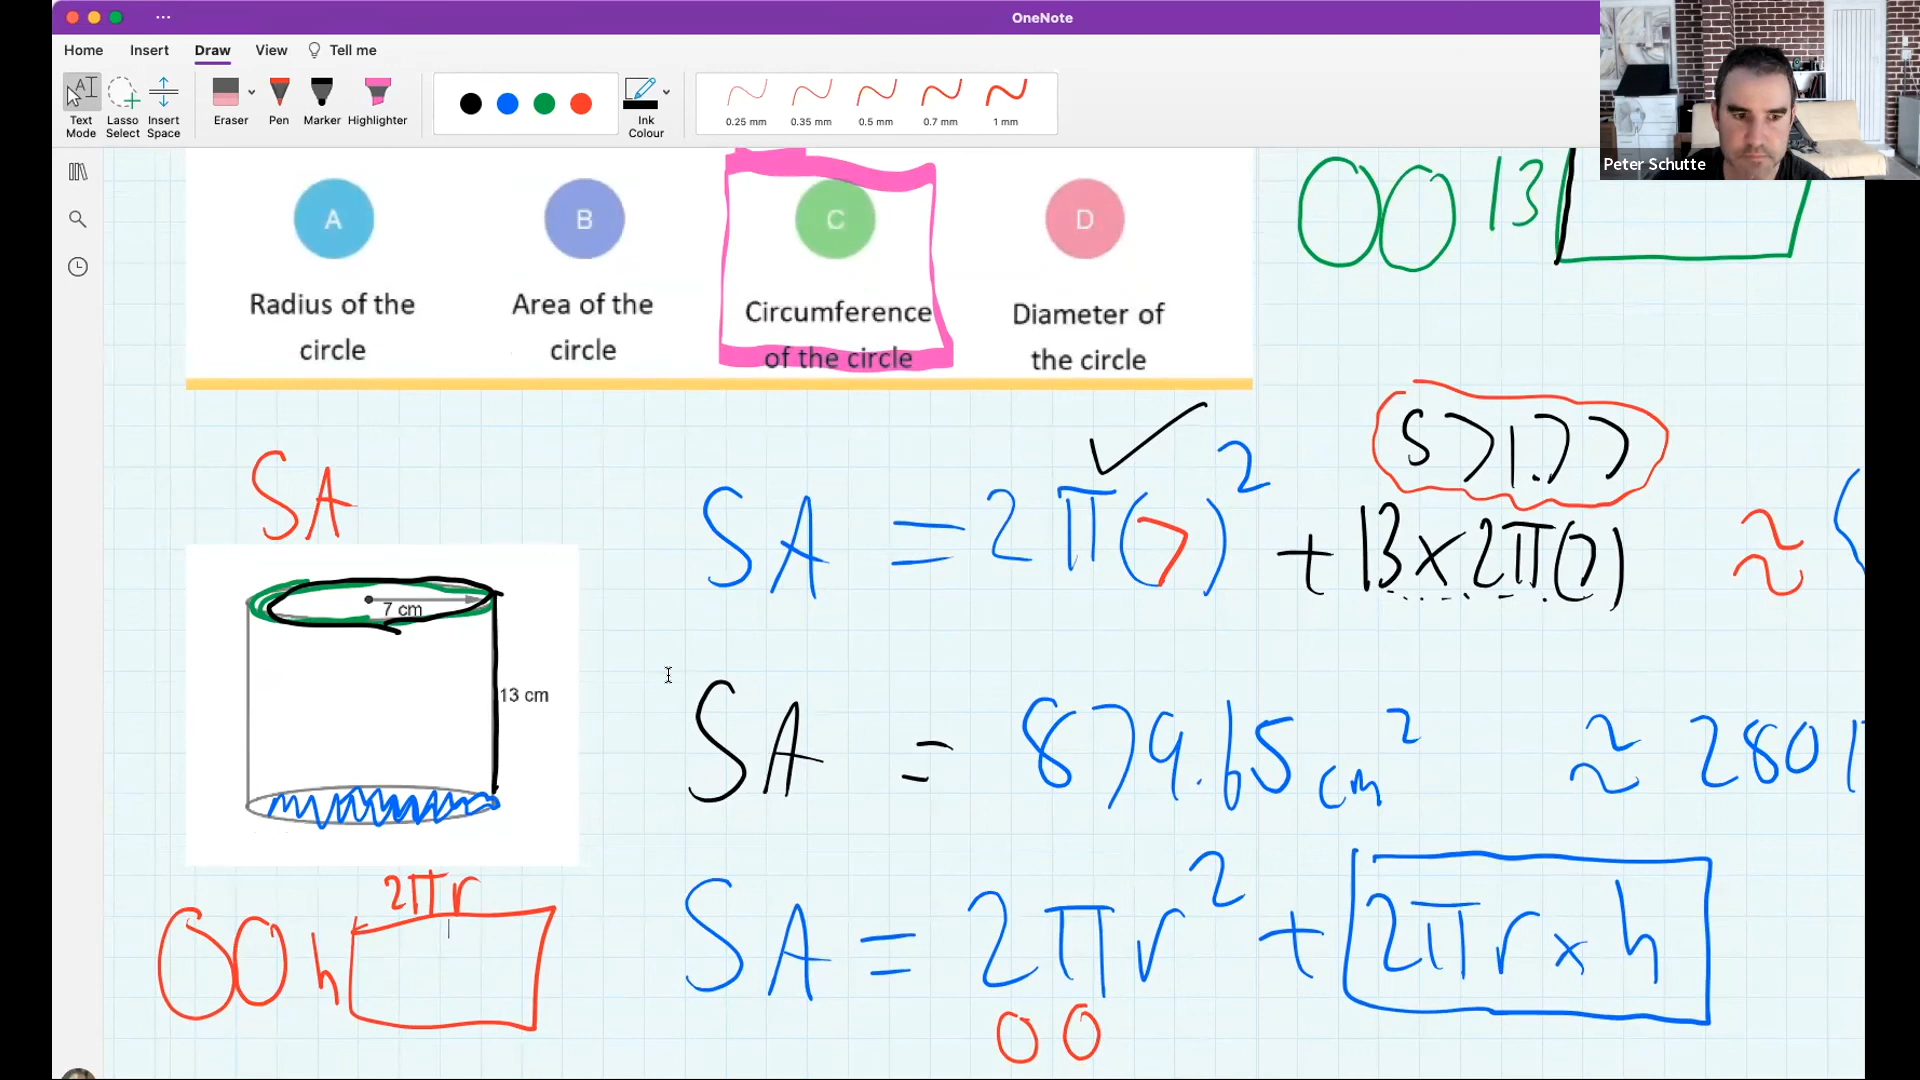 OneNote
Home Insert Draw View Tell me
Text Mode Lasso Select Insert Space Eraser Pen Marker Highlighter Ink Colour 0.25 mm 0.35 mm 0.5 mm 0.7 mm 1 mm
Peter Schutte
A B C D
Radius of the circle
Area of the circle
Circumference of the circle
Diameter of the circle
13
SA
571.77
SA = 2π(7)² + 13 × 2π(7) ≈
7 cm
13 cm
SA = 879.65 cm² ≈ 2801
2πr
h
SA = 2πr² + 2πr × h